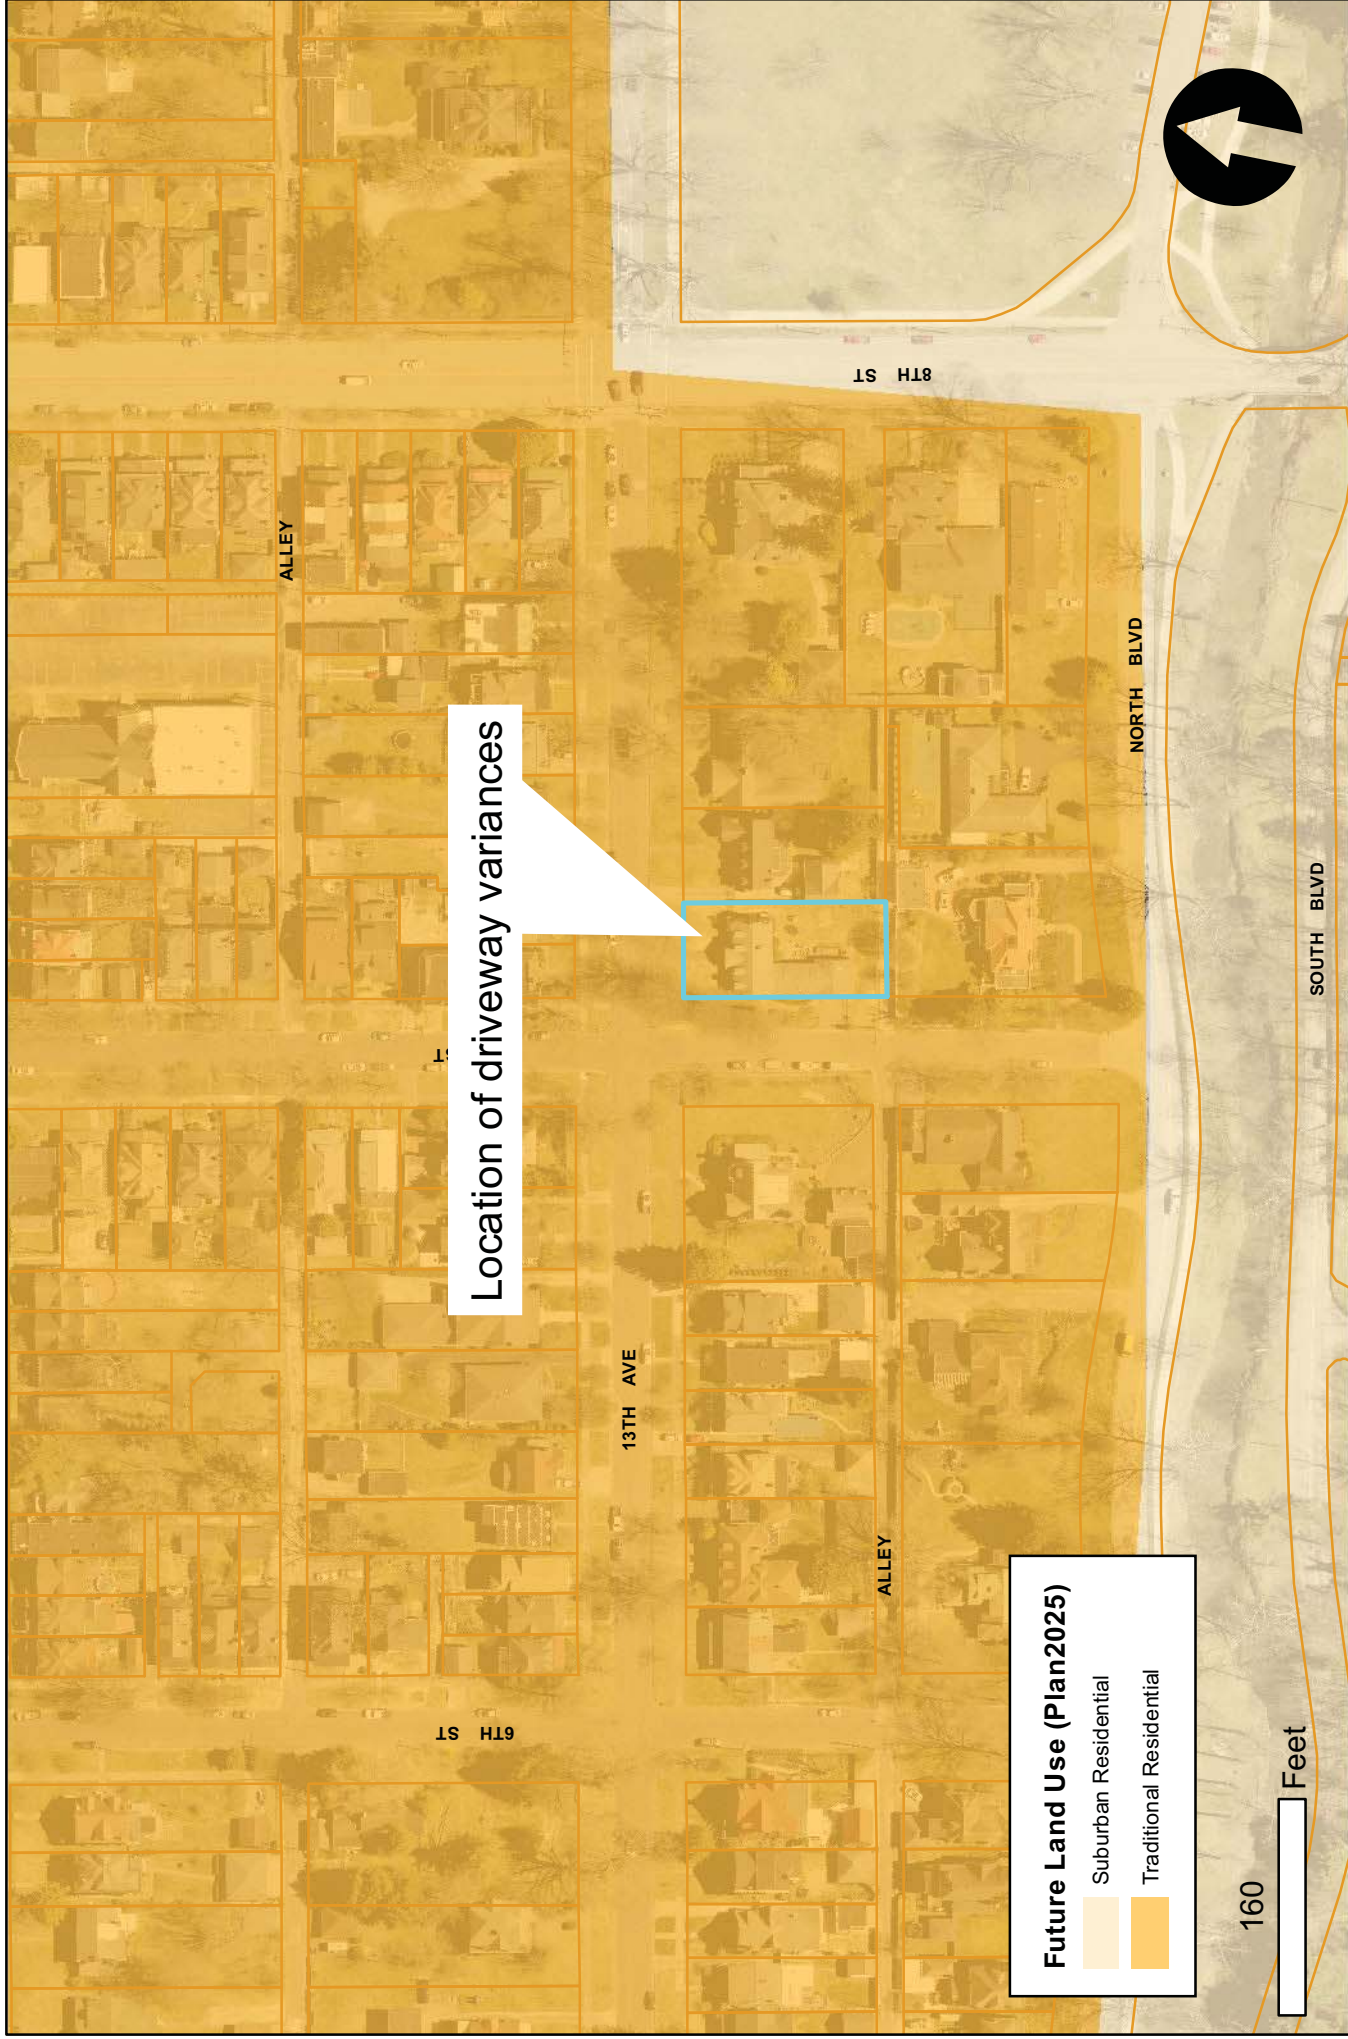 Location of driveway variances
ALLEY
ST
8TH ST
13TH AVE
NORTH BLVD
6TH ST
ALLEY
SOUTH BLVD
Future Land Use (Plan2025)
Suburban Residential
Traditional Residential
160
Feet